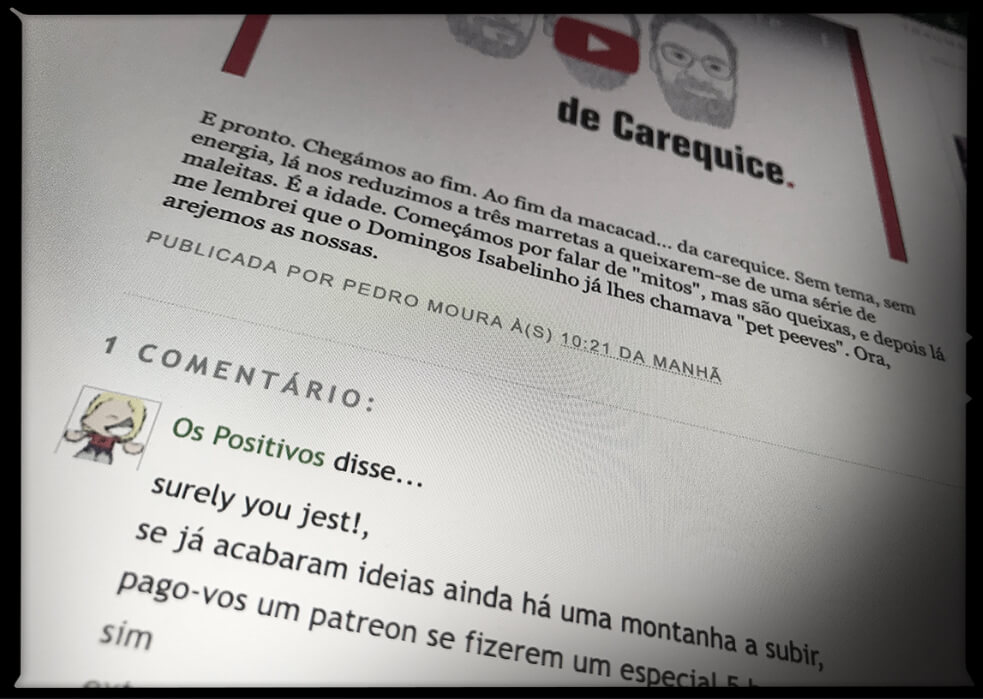 de Carequice.
E pronto. Chegámos ao fim. Ao fim da macacad... da carequice. Sem tema, sem
energia, lá nos reduzimos a três marretas a queixarem-se de uma série de
maleitas. É a idade. Começámos por falar de "mitos", mas são queixas, e depois lá
me lembrei que o Domingos Isabelinho já lhes chamava "pet peeves". Ora,
arejemos as nossas.
PUBLICADA POR PEDRO MOURA À(S) 10:21 DA MANHÃ
1 COMENTÁRIO:
Os Positivos disse...
surely you jest!,
se já acabaram ideias ainda há uma montanha a subir,
pago-vos um patreon se fizerem um especial 5
sim